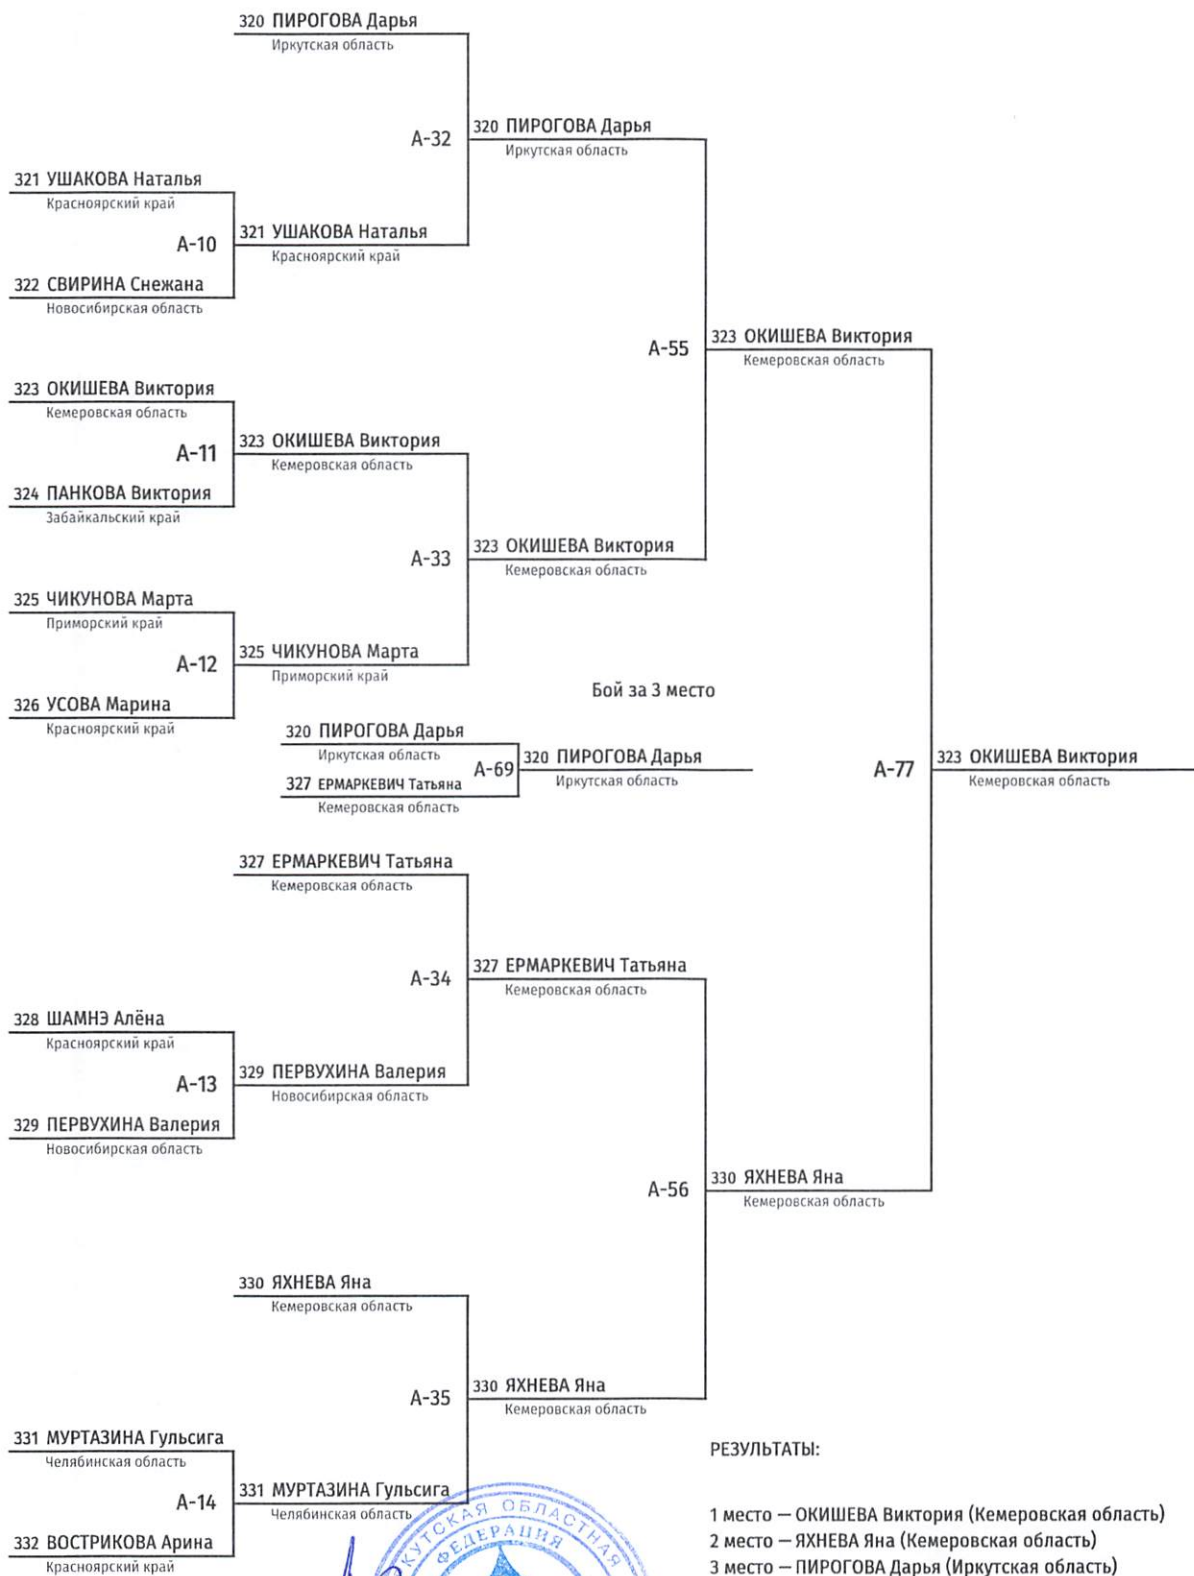 320 ПИРОГОВА Дарья
Иркутская область
А-32
320 ПИРОГОВА Дарья
Иркутская область
321 УШАКОВА Наталья
Красноярский край
А-10
321 УШАКОВА Наталья
Красноярский край
322 СВИРИНА Снежана
Новосибирская область
А-55
323 ОКИШЕВА Виктория
Кемеровская область
323 ОКИШЕВА Виктория
Кемеровская область
А-11
323 ОКИШЕВА Виктория
Кемеровская область
324 ПАНКОВА Виктория
Забайкальский край
А-33
323 ОКИШЕВА Виктория
Кемеровская область
325 ЧИКУНОВА Марта
Приморский край
А-12
325 ЧИКУНОВА Марта
Приморский край
326 УСОВА Марина
Красноярский край
Бой за 3 место
320 ПИРОГОВА Дарья
Иркутская область
А-69
320 ПИРОГОВА Дарья
Иркутская область
327 ЕРМАРКЕВИЧ Татьяна
Кемеровская область
А-77
323 ОКИШЕВА Виктория
Кемеровская область
327 ЕРМАРКЕВИЧ Татьяна
Кемеровская область
А-34
327 ЕРМАРКЕВИЧ Татьяна
Кемеровская область
328 ШАМНЭ Алёна
Красноярский край
А-13
329 ПЕРВУХИНА Валерия
Новосибирская область
329 ПЕРВУХИНА Валерия
Новосибирская область
А-56
330 ЯХНЕВА Яна
Кемеровская область
330 ЯХНЕВА Яна
Кемеровская область
А-35
330 ЯХНЕВА Яна
Кемеровская область
331 МУРТАЗИНА Гульсига
Челябинская область
А-14
331 МУРТАЗИНА Гульсига
Челябинская область
332 ВОСТРИКОВА Арина
Красноярский край
РЕЗУЛЬТАТЫ:
1 место — ОКИШЕВА Виктория (Кемеровская область)
2 место — ЯХНЕВА Яна (Кемеровская область)
3 место — ПИРОГОВА Дарья (Иркутская область)
ОБЛАСТНАЯ
ФЕДЕРАЦИЯ